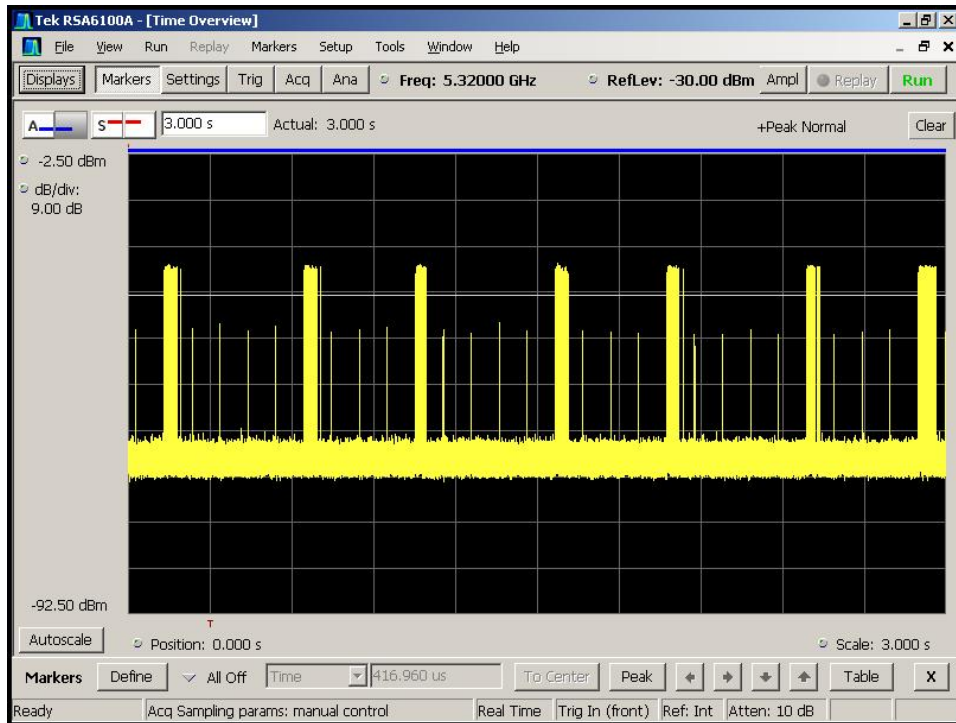 Tek RSA6100A - [Time Overview]
File View Run Replay Markers Setup Tools Window Help
Displays Markers Settings Trig Acq Ana Freq: 5.32000 GHz RefLev: -30.00 dBm Ampl Replay Run
A S 3.000 s Actual: 3.000 s +Peak Normal Clear
-2.50 dBm
dB/div:
9.00 dB
-92.50 dBm
T
Autoscale Position: 0.000 s Scale: 3.000 s
Markers Define All Off Time 416.960 us To Center Peak Table X
Ready Acq Sampling params: manual control Real Time Trig In (front) Ref: Int Atten: 10 dB